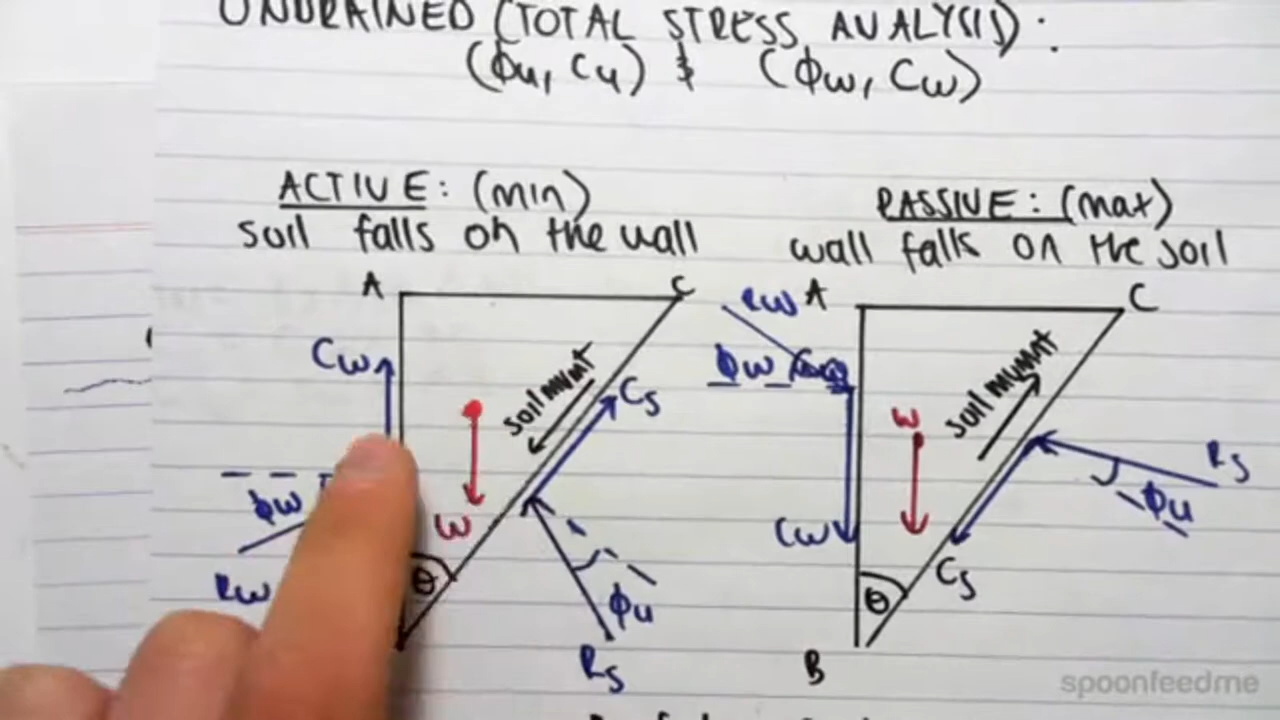 UNDRAINED (TOTAL STRESS ANALYSIS):
(ϕu, Cu) & (ϕw, Cw)
ACTIVE: (min)
soil falls on the wall
PASSIVE: (max)
wall falls on the soil
A
C
Cw
soil mvmt
Cs
W
ϕw
Rw
θ
ϕu
Rs
Rw
A
C
ϕw
soil mvmnt
W
Rs
ϕu
Cw
Cs
θ
B
spoonfeedme